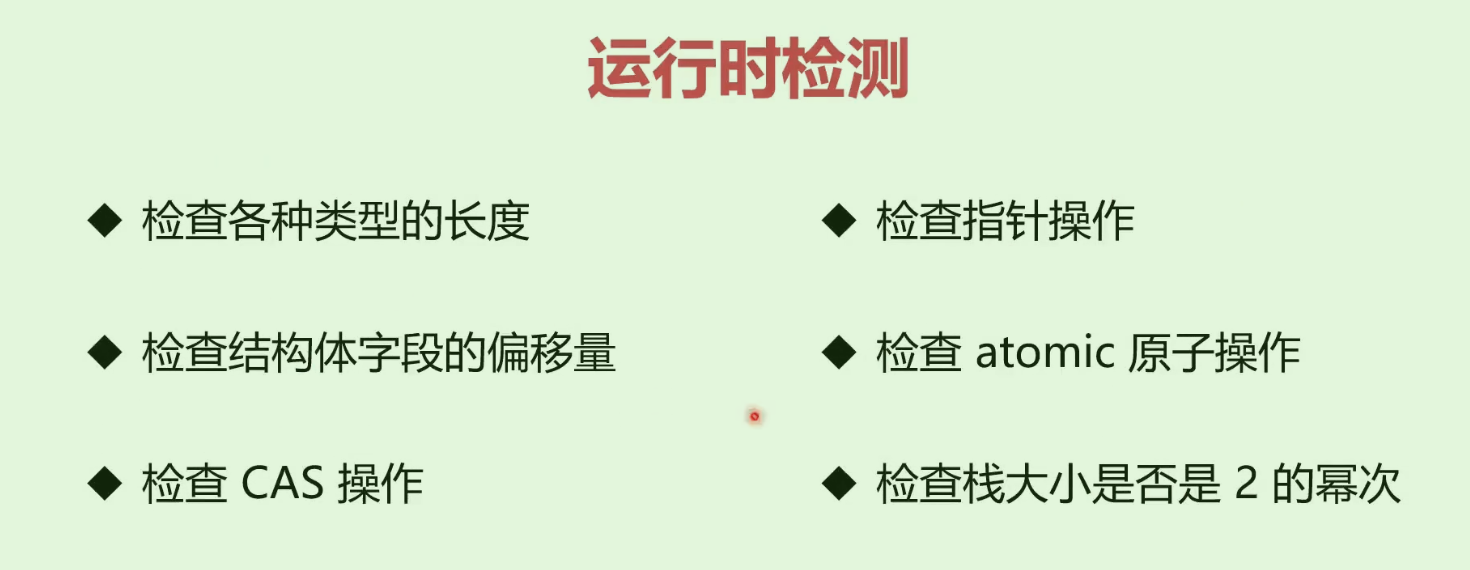 运行时检测
◆ 检查各种类型的长度
◆ 检查指针操作
◆ 检查结构体字段的偏移量
◆ 检查 atomic 原子操作
◆ 检查 CAS 操作
◆ 检查栈大小是否是 2 的幂次